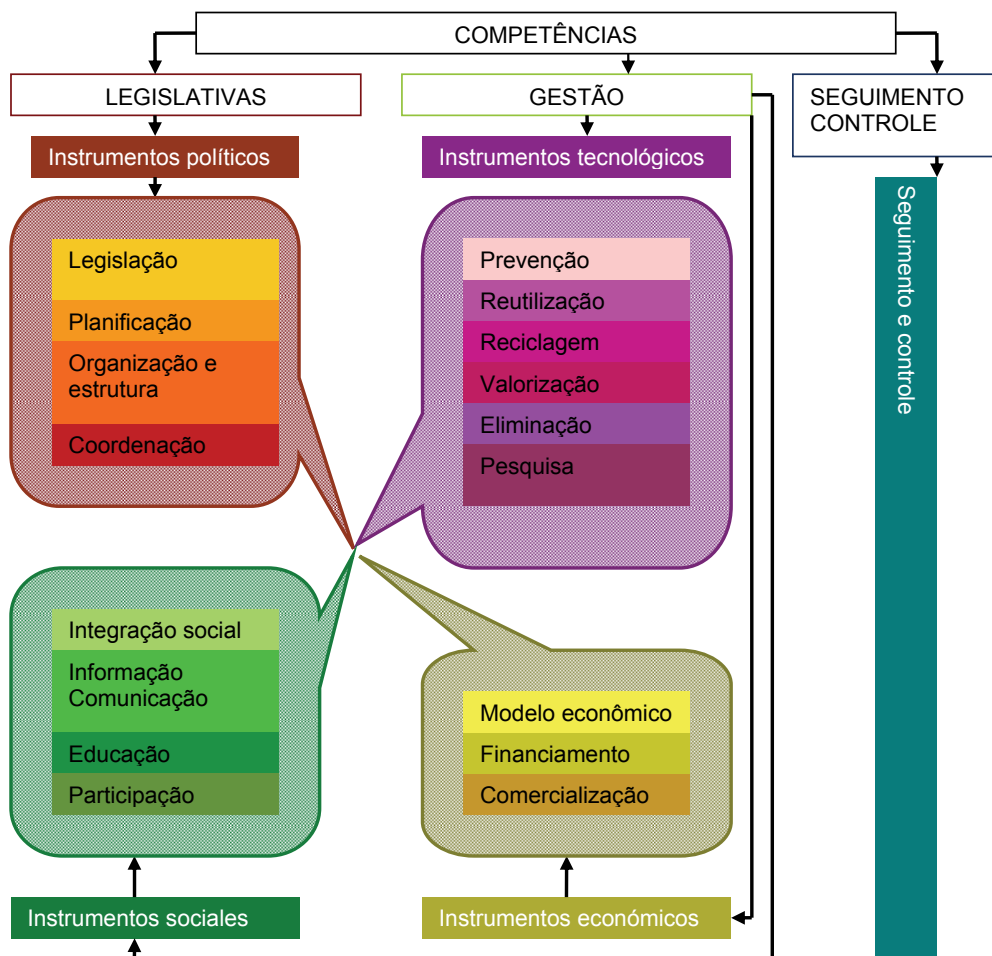 COMPETÊNCIAS
LEGISLATIVAS
GESTÃO
SEGUIMENTO
CONTROLE
Instrumentos políticos
Instrumentos tecnológicos
Seguimento e controle
Legislação
Planificação
Organização e
estrutura
Coordenação
Prevenção
Reutilização
Reciclagem
Valorização
Eliminação
Pesquisa
Integração social
Informação
Comunicação
Educação
Participação
Modelo econômico
Financiamento
Comercialização
Instrumentos sociales
Instrumentos económicos